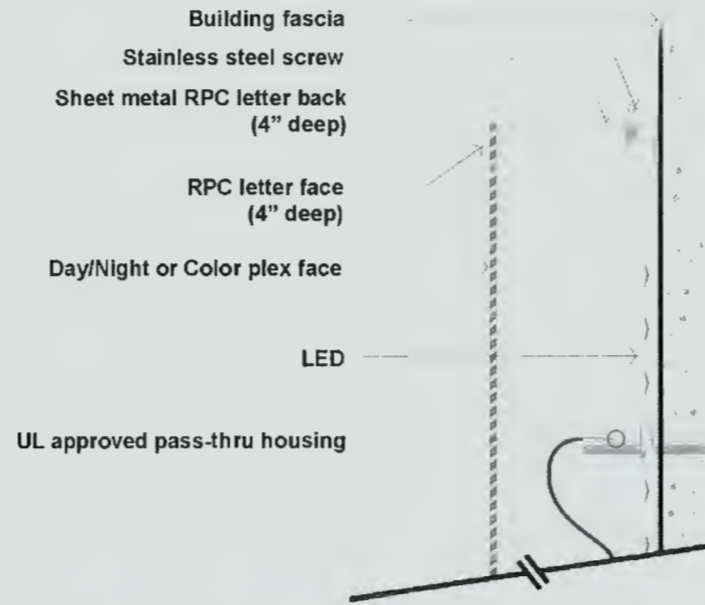 Building fascia
Stainless steel screw
Sheet metal RPC letter back
(4” deep)
RPC letter face
(4” deep)
Day/Night or Color plex face
LED
UL approved pass-thru housing